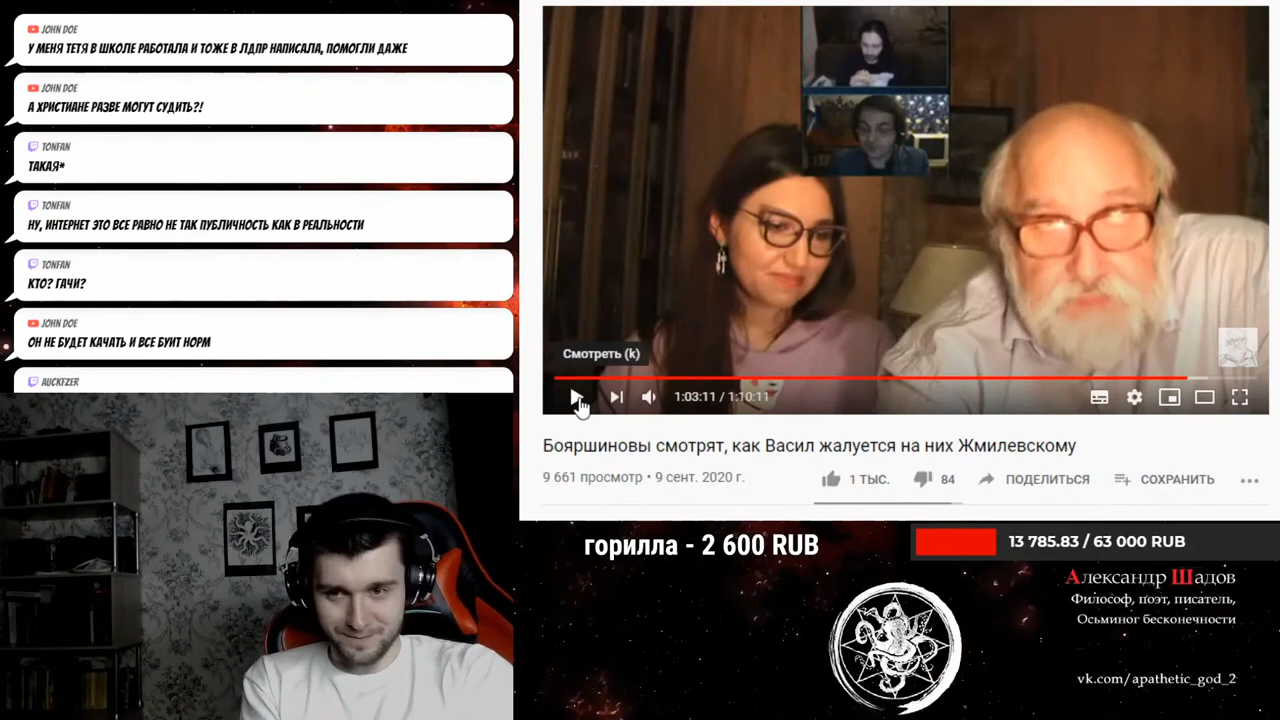 JOHN DOE
У МЕНЯ ТЕТЯ В ШКОЛЕ РАБОТАЛА И ТОЖЕ В ЛДПР НАПИСАЛА, ПОМОГЛИ ДАЖЕ
JOHN DOE
А ХРИСТИАНЕ РАЗВЕ МОГУТ СУДИТЬ?!
TONFAN
ТАКАЯ*
TONFAN
НУ, ИНТЕРНЕТ ЭТО ВСЕ РАВНО НЕ ТАК ПУБЛИЧНОСТЬ КАК В РЕАЛЬНОСТИ
TONFAN
КТО? ГАЧИ?
JOHN DOE
ОН НЕ БУДЕТ КАЧАТЬ И ВСЕ БУИТ НОРМ
AUCKFZER
Смотреть (k)
1:03:11 / 1:10:11
Бояршиновы смотрят, как Васил жалуется на них Жмилевскому
9 661 просмотр • 9 сент. 2020 г.
1 ТЫС.
84
ПОДЕЛИТЬСЯ
СОХРАНИТЬ
горилла - 2 600 RUB
13 785.83 / 63 000 RUB
Александр Шадов
Философ, поэт, писатель,
Осьминог бесконечности
vk.com/apathetic_god_2